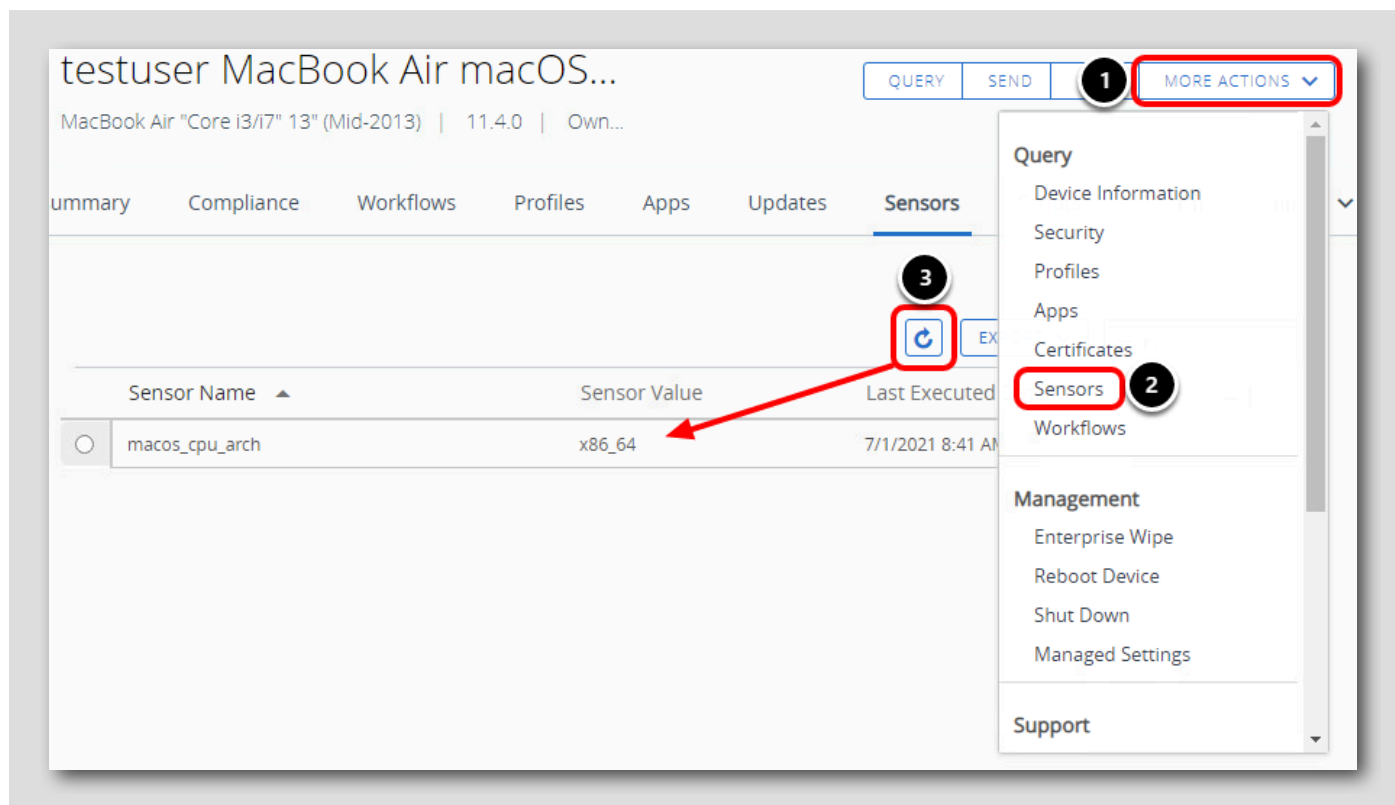 testuser MacBook Air macOS...
QUERY SEND 1 MORE ACTIONS
MacBook Air "Core i3/i7" 13" (Mid-2013) | 11.4.0 | Own...
ummary Compliance Workflows Profiles Apps Updates Sensors
3
EX
Sensor Name Sensor Value Last Executed
macos_cpu_arch x86_64 7/1/2021 8:41 AM
Query
Device Information
Security
Profiles
Apps
Certificates
Sensors 2
Workflows
Management
Enterprise Wipe
Reboot Device
Shut Down
Managed Settings
Support